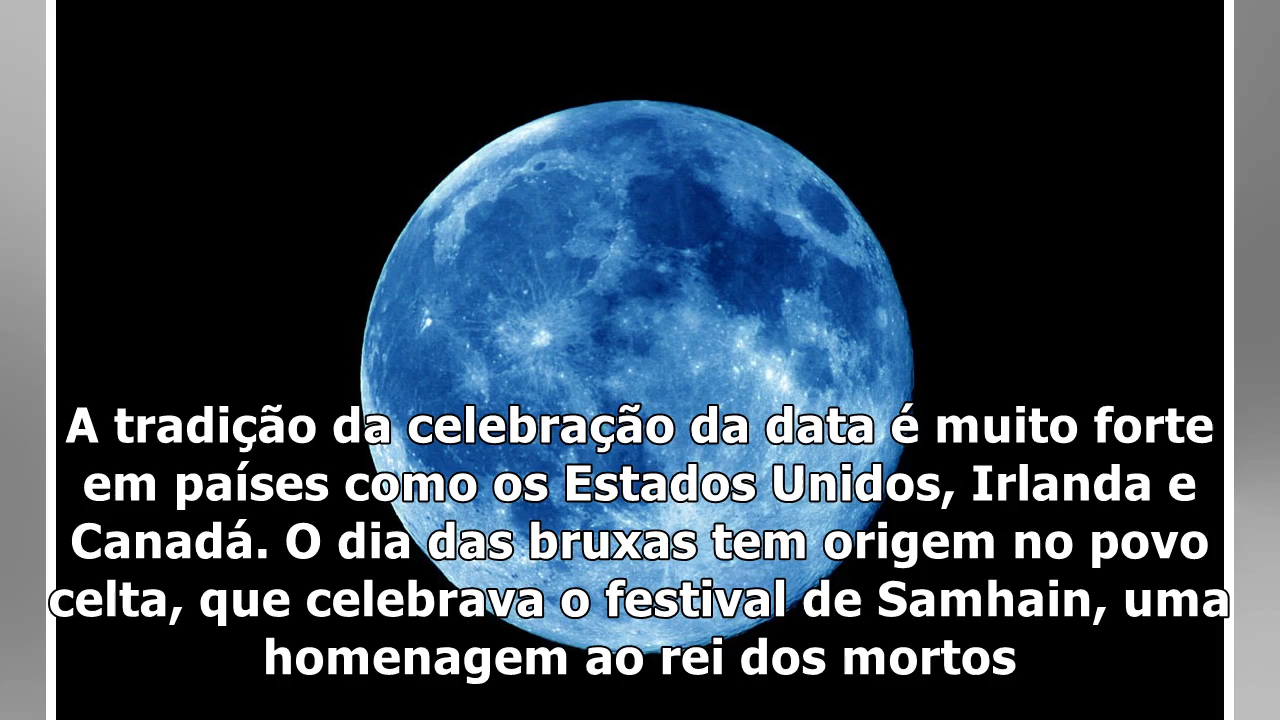 A tradição da celebração da data é muito forte
em países como os Estados Unidos, Irlanda e
Canadá. O dia das bruxas tem origem no povo
celta, que celebrava o festival de Samhain, uma
homenagem ao rei dos mortos